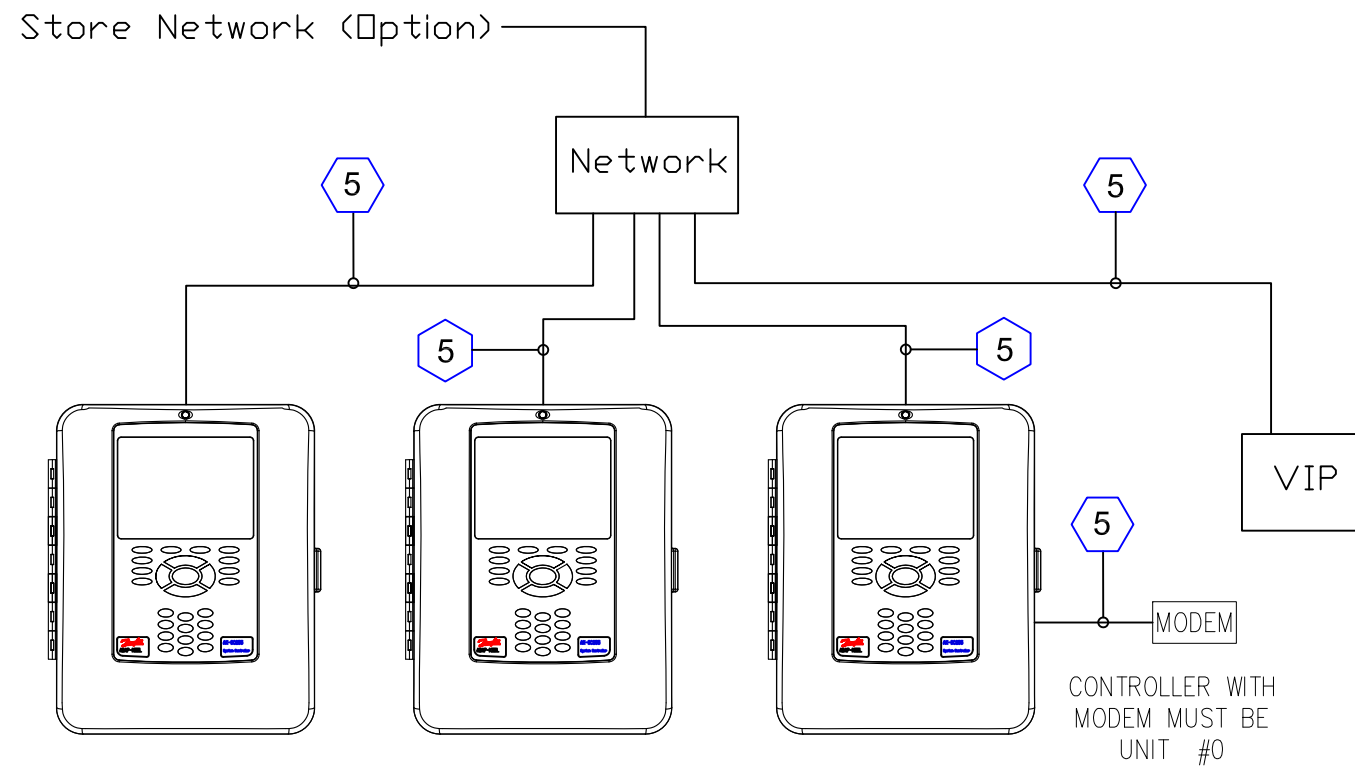 Store Network (Option)
Network
5
5
5
5
VIP
5
MODEM
CONTROLLER WITH
MODEM MUST BE
UNIT #0